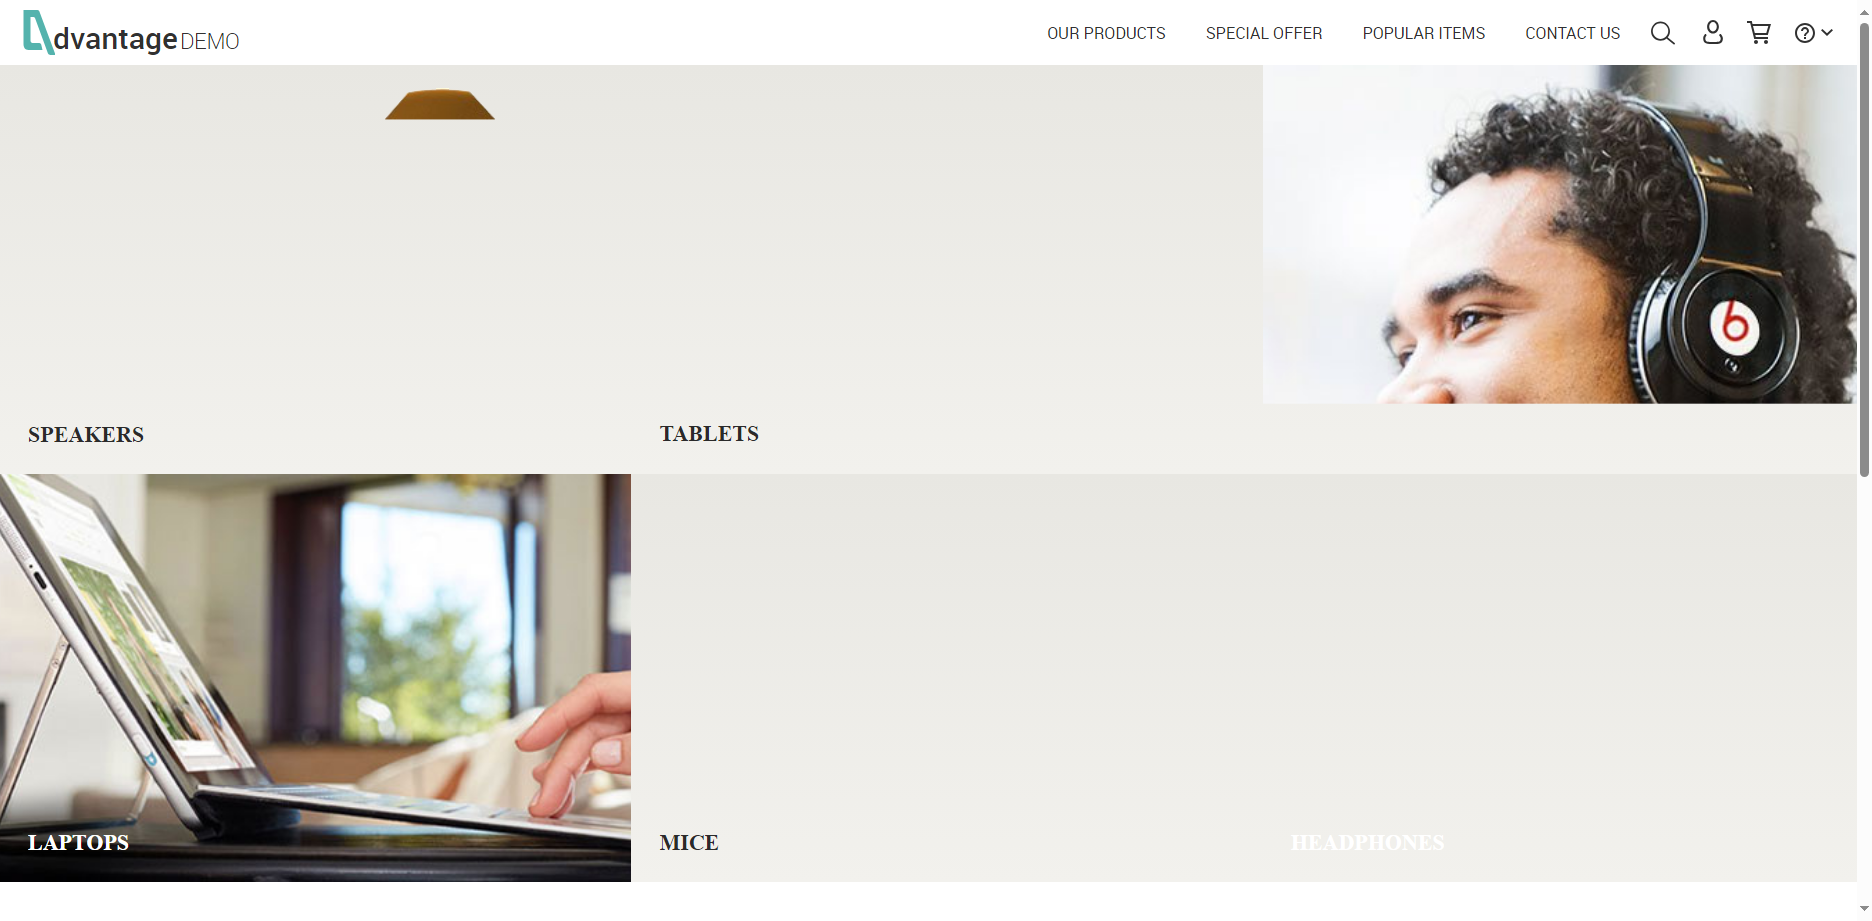 dvantage DEMO
OUR PRODUCTS
SPECIAL OFFER
POPULAR ITEMS
CONTACT US
SPEAKERS
TABLETS
LAPTOPS
MICE
HEADPHONES